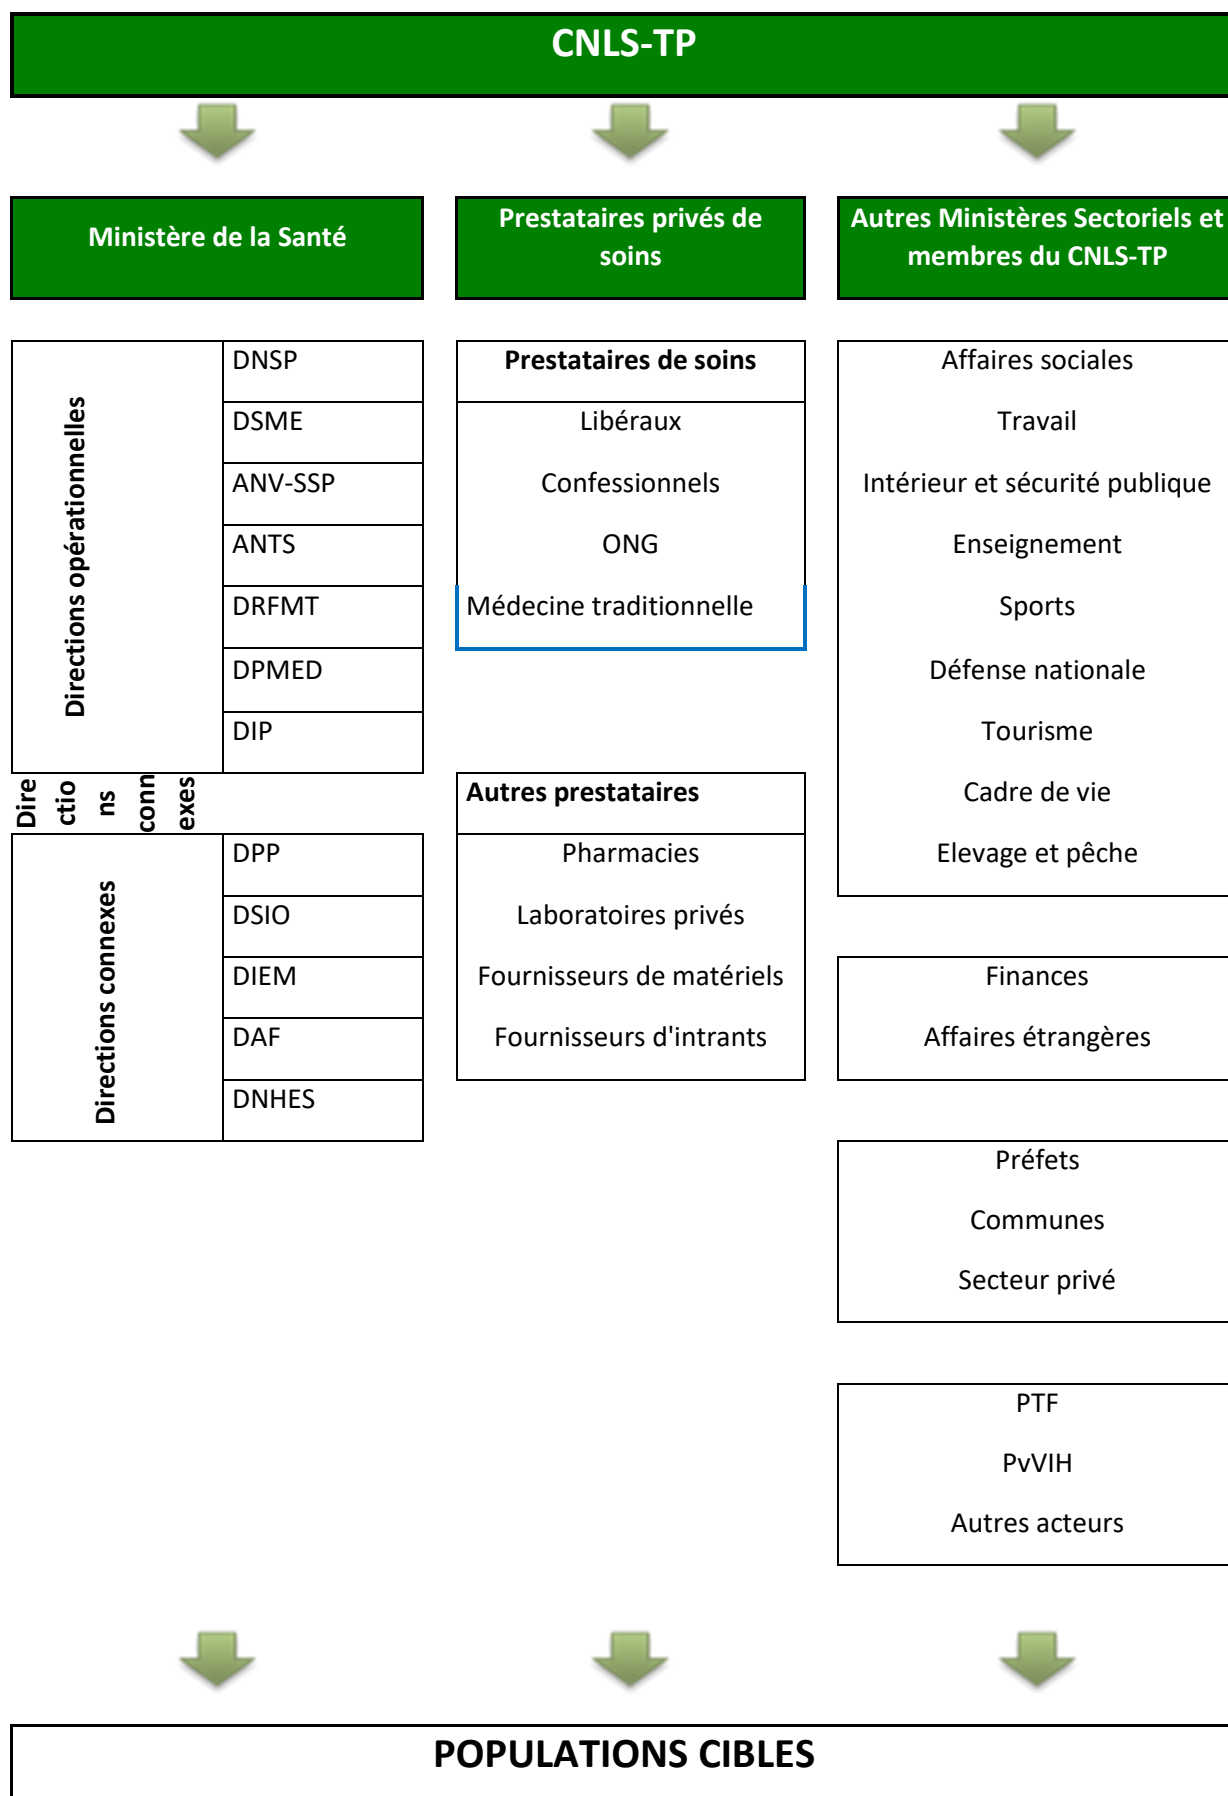 CNLS-TP
Ministère de la Santé
Prestataires privés de
soins
Autres Ministères Sectoriels et
membres du CNLS-TP
Directions opérationnelles
DNSP
DSME
ANV-SSP
ANTS
DRFMT
DPMED
DIP
Dire
ctio
ns
conn
exes
Directions connexes
DPP
DSIO
DIEM
DAF
DNHES
Prestataires de soins
Libéraux
Confessionnels
ONG
Médecine traditionnelle
Autres prestataires
Pharmacies
Laboratoires privés
Fournisseurs de matériels
Fournisseurs d'intrants
Affaires sociales
Travail
Intérieur et sécurité publique
Enseignement
Sports
Défense nationale
Tourisme
Cadre de vie
Elevage et pêche
Finances
Affaires étrangères
Préfets
Communes
Secteur privé
PTF
PvVIH
Autres acteurs
POPULATIONS CIBLES